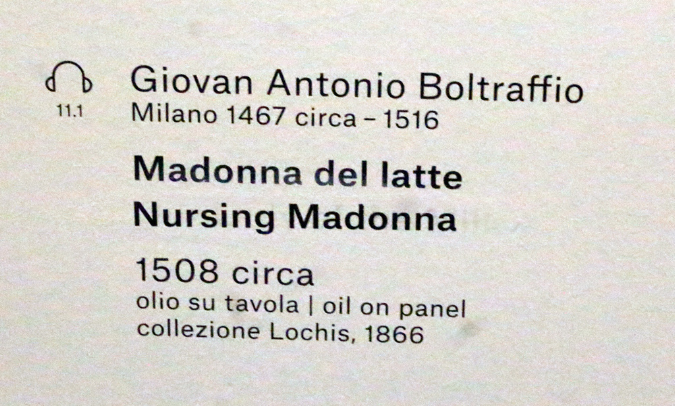 Giovan Antonio Boltraffio
11.1
Milano 1467 circa – 1516
Madonna del latte
Nursing Madonna
1508 circa
olio su tavola | oil on panel
collezione Lochis, 1866